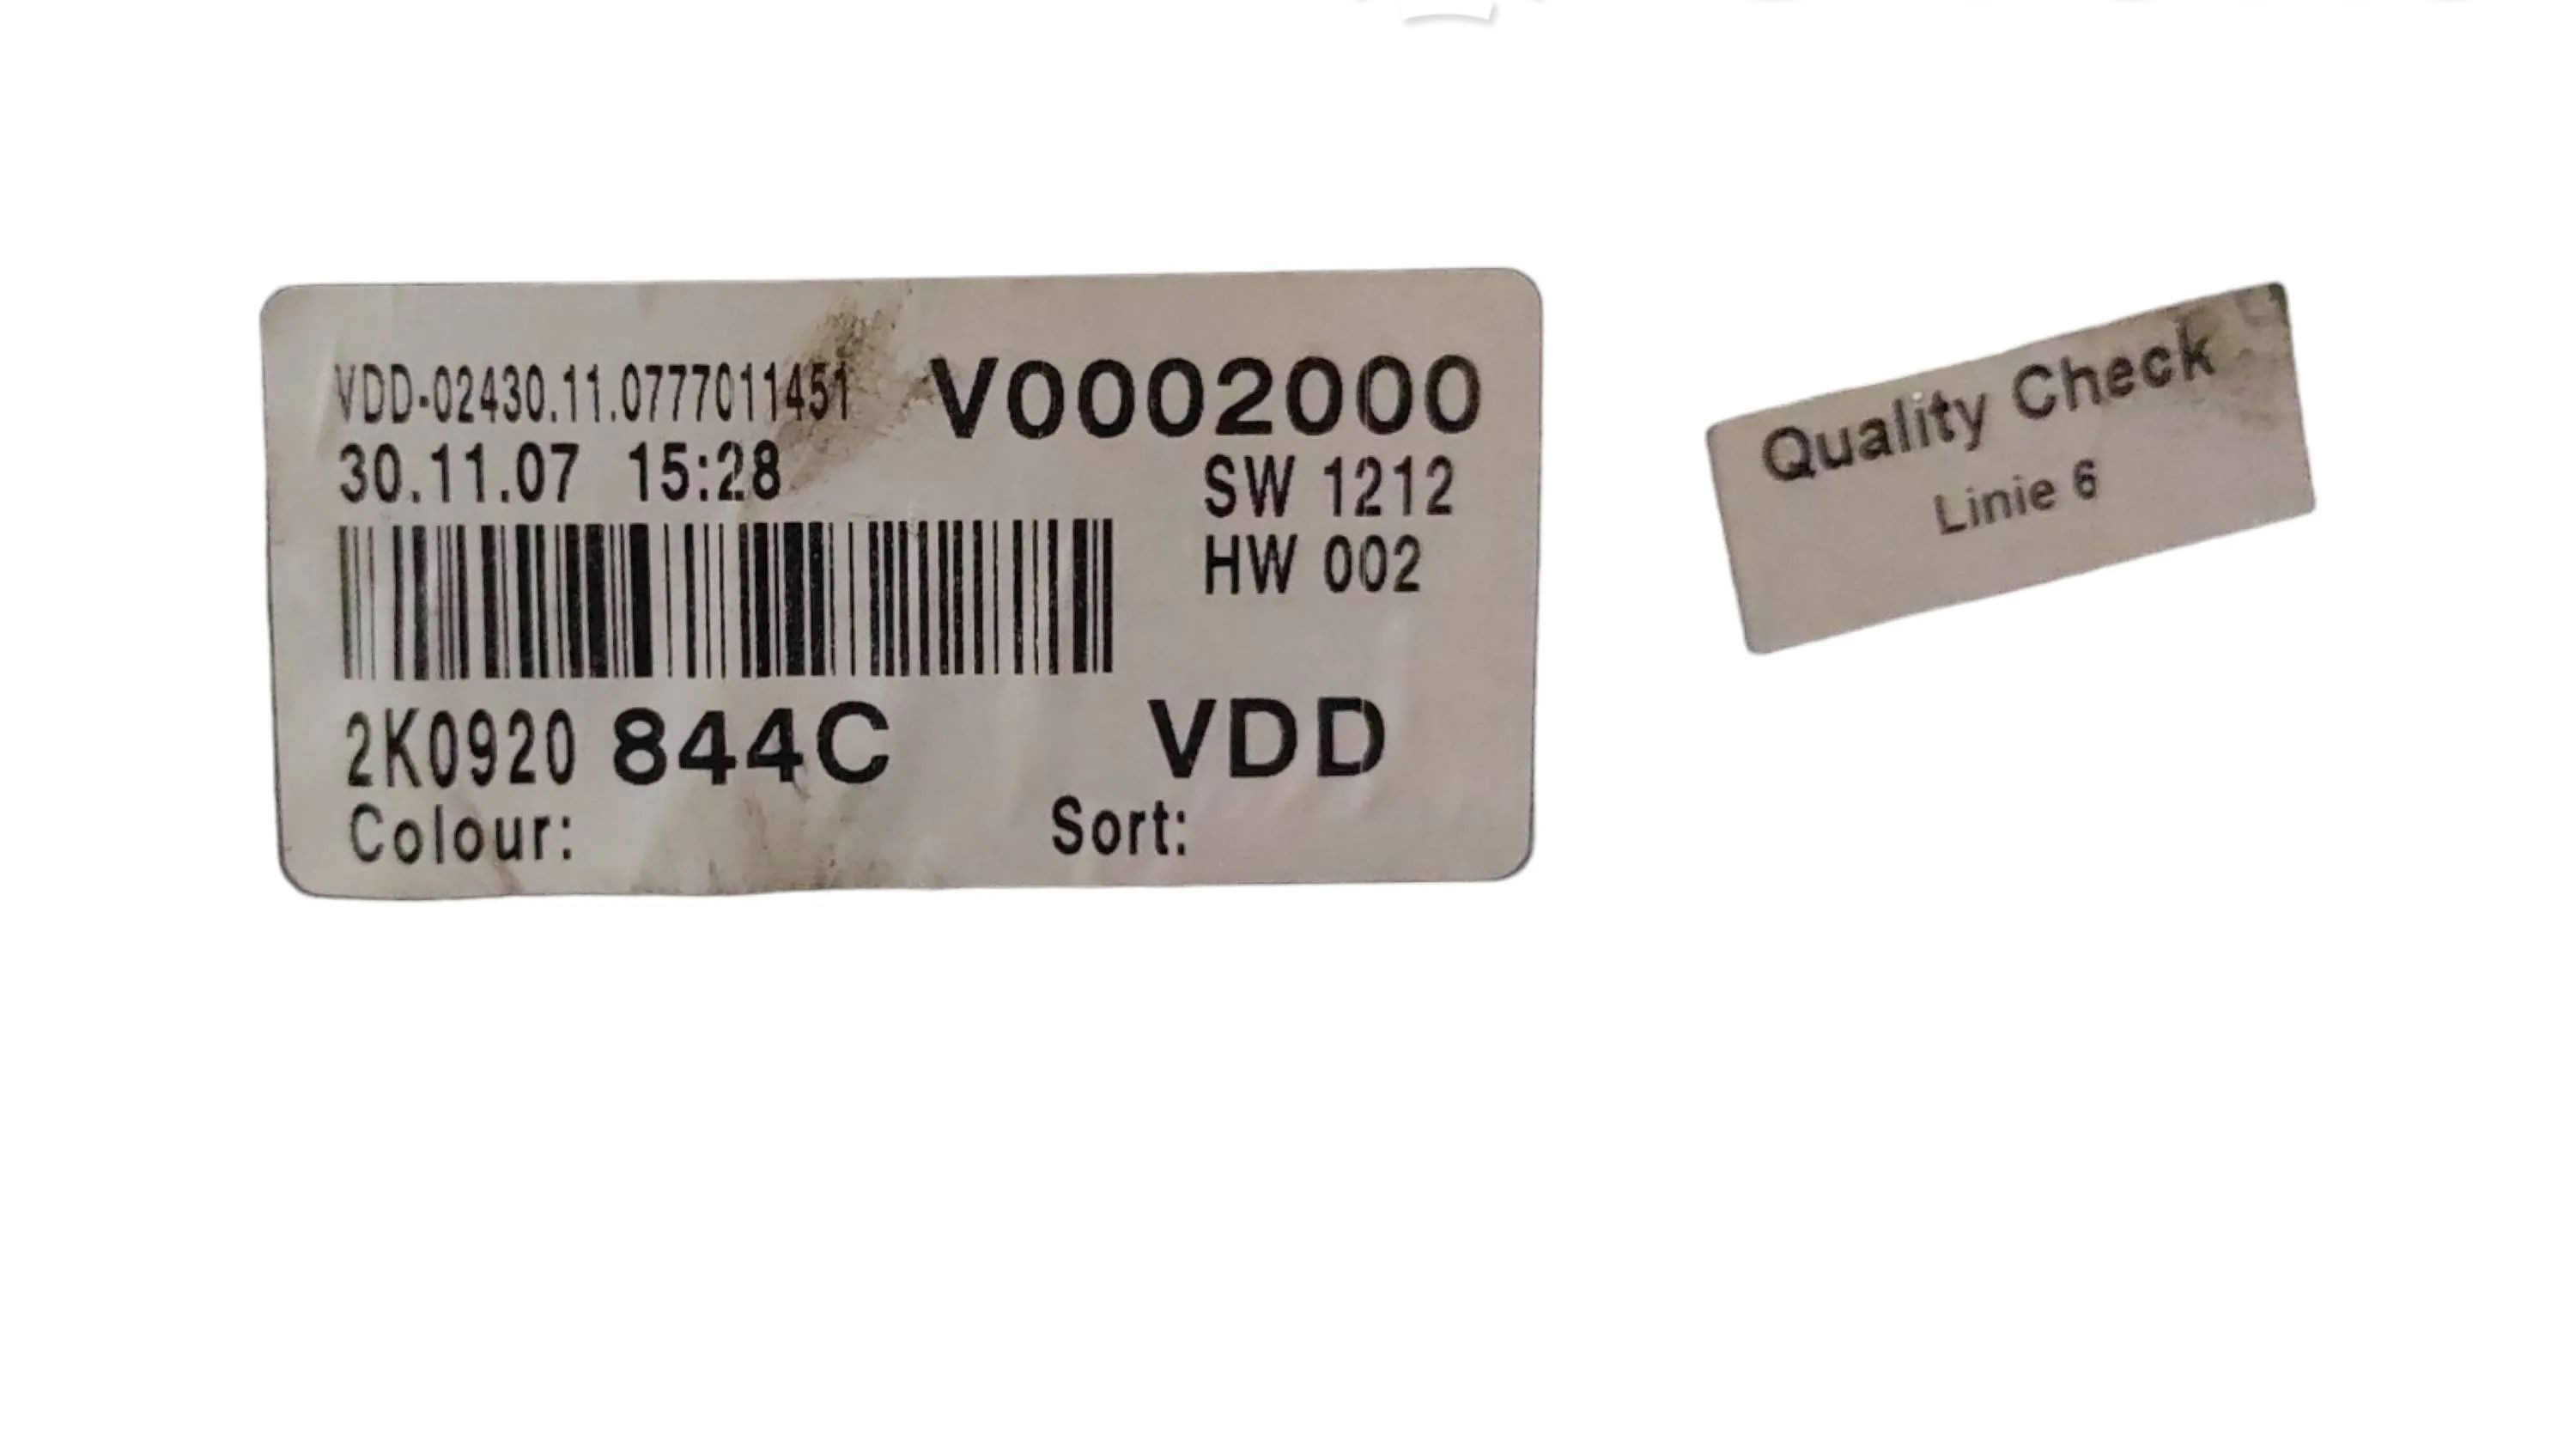 VDD-02430.11.0777011451 V0002000
30.11.07 15:28 SW 1212
HW 002
2K0920 844C VDD
Colour: Sort:
Quality Check
Linie 6